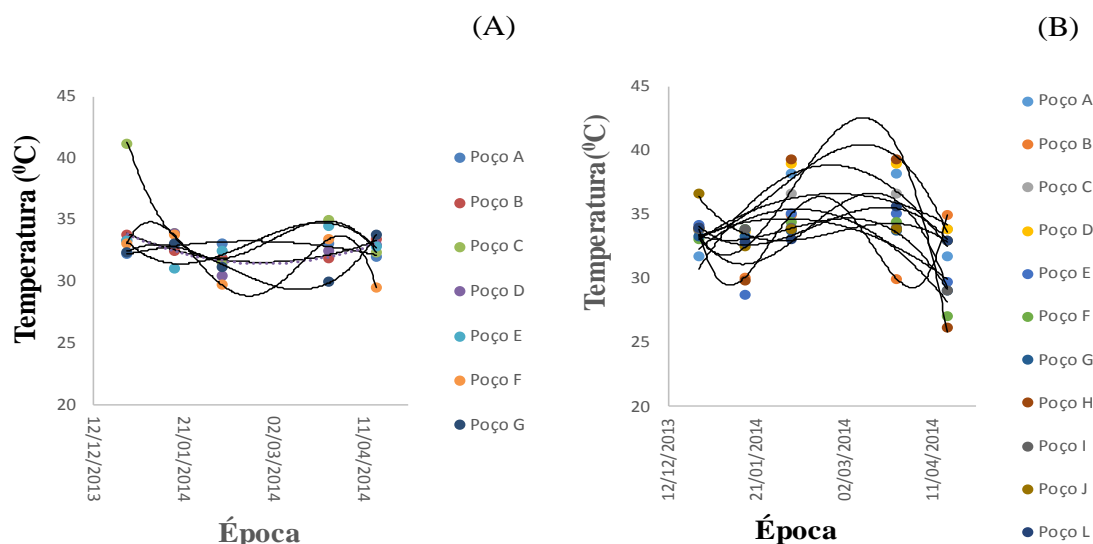 (A)
Temperatura (⁰C)
45
40
35
30
25
20
12/12/2013
21/01/2014
02/03/2014
11/04/2014
Época
Poço A
Poço B
Poço C
Poço D
Poço E
Poço F
Poço G
(B)
Temperatura(⁰C)
45
40
35
30
25
20
12/12/2013
21/01/2014
02/03/2014
11/04/2014
Época
Poço A
Poço B
Poço C
Poço D
Poço E
Poço F
Poço G
Poço H
Poço I
Poço J
Poço L